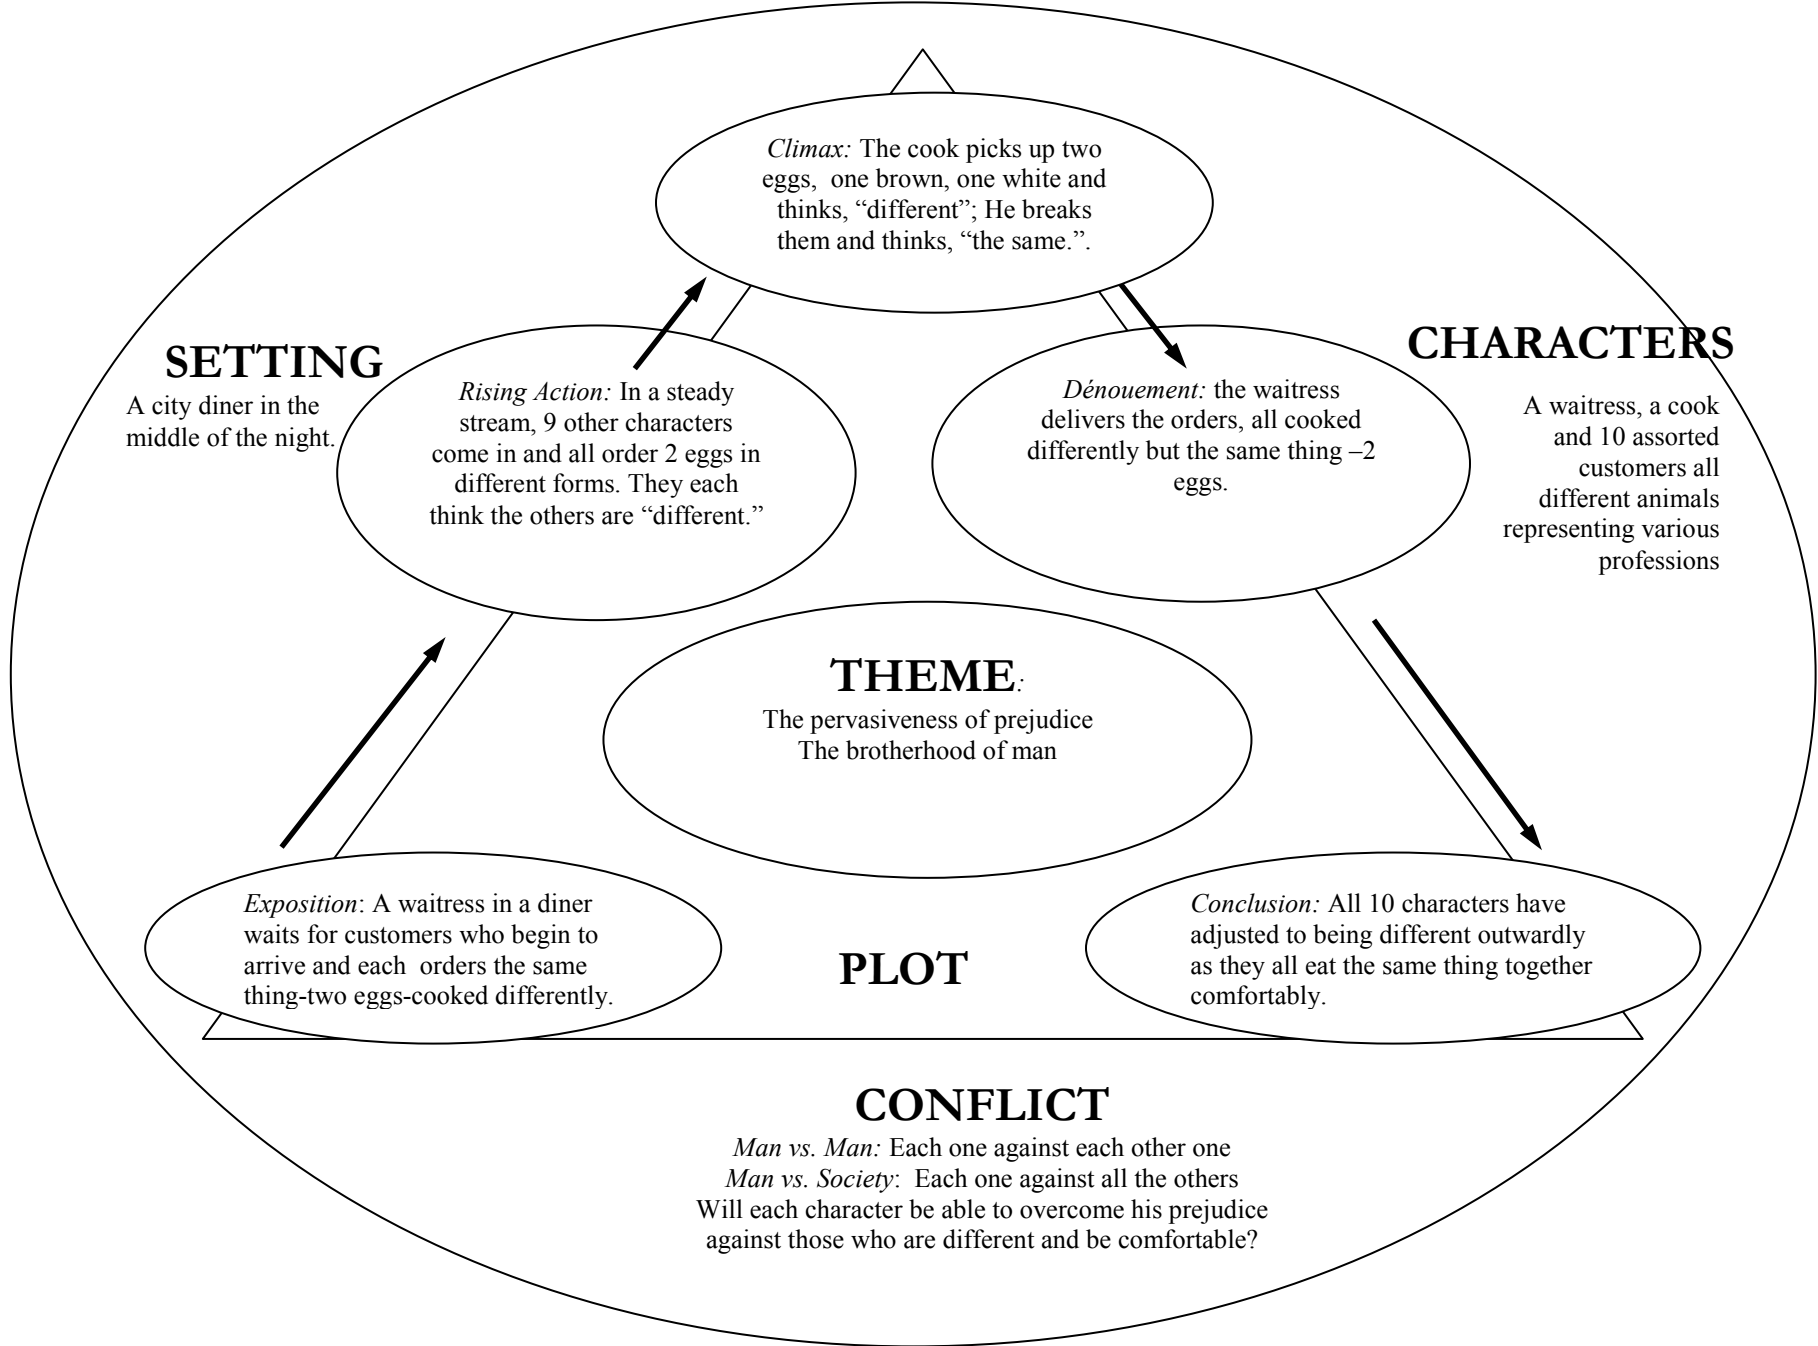 Climax: The cook picks up two
eggs,  one brown, one white and
thinks, “different”; He breaks
them and thinks, “the same.”.
SETTING
A city diner in the
middle of the night.
Rising Action: In a steady
stream, 9 other characters
come in and all order 2 eggs in
different forms. They each
think the others are “different.”
Dénouement: the waitress
delivers the orders, all cooked
differently but the same thing –2
eggs.
CHARACTERS
A waitress, a cook
and 10 assorted
customers all
different animals
representing various
professions
THEME:
The pervasiveness of prejudice
The brotherhood of man
Exposition: A waitress in a diner
waits for customers who begin to
arrive and each  orders the same
thing-two eggs-cooked differently.
PLOT
Conclusion: All 10 characters have
adjusted to being different outwardly
as they all eat the same thing together
comfortably.
CONFLICT
Man vs. Man: Each one against each other one
Man vs. Society:  Each one against all the others
Will each character be able to overcome his prejudice
against those who are different and be comfortable?